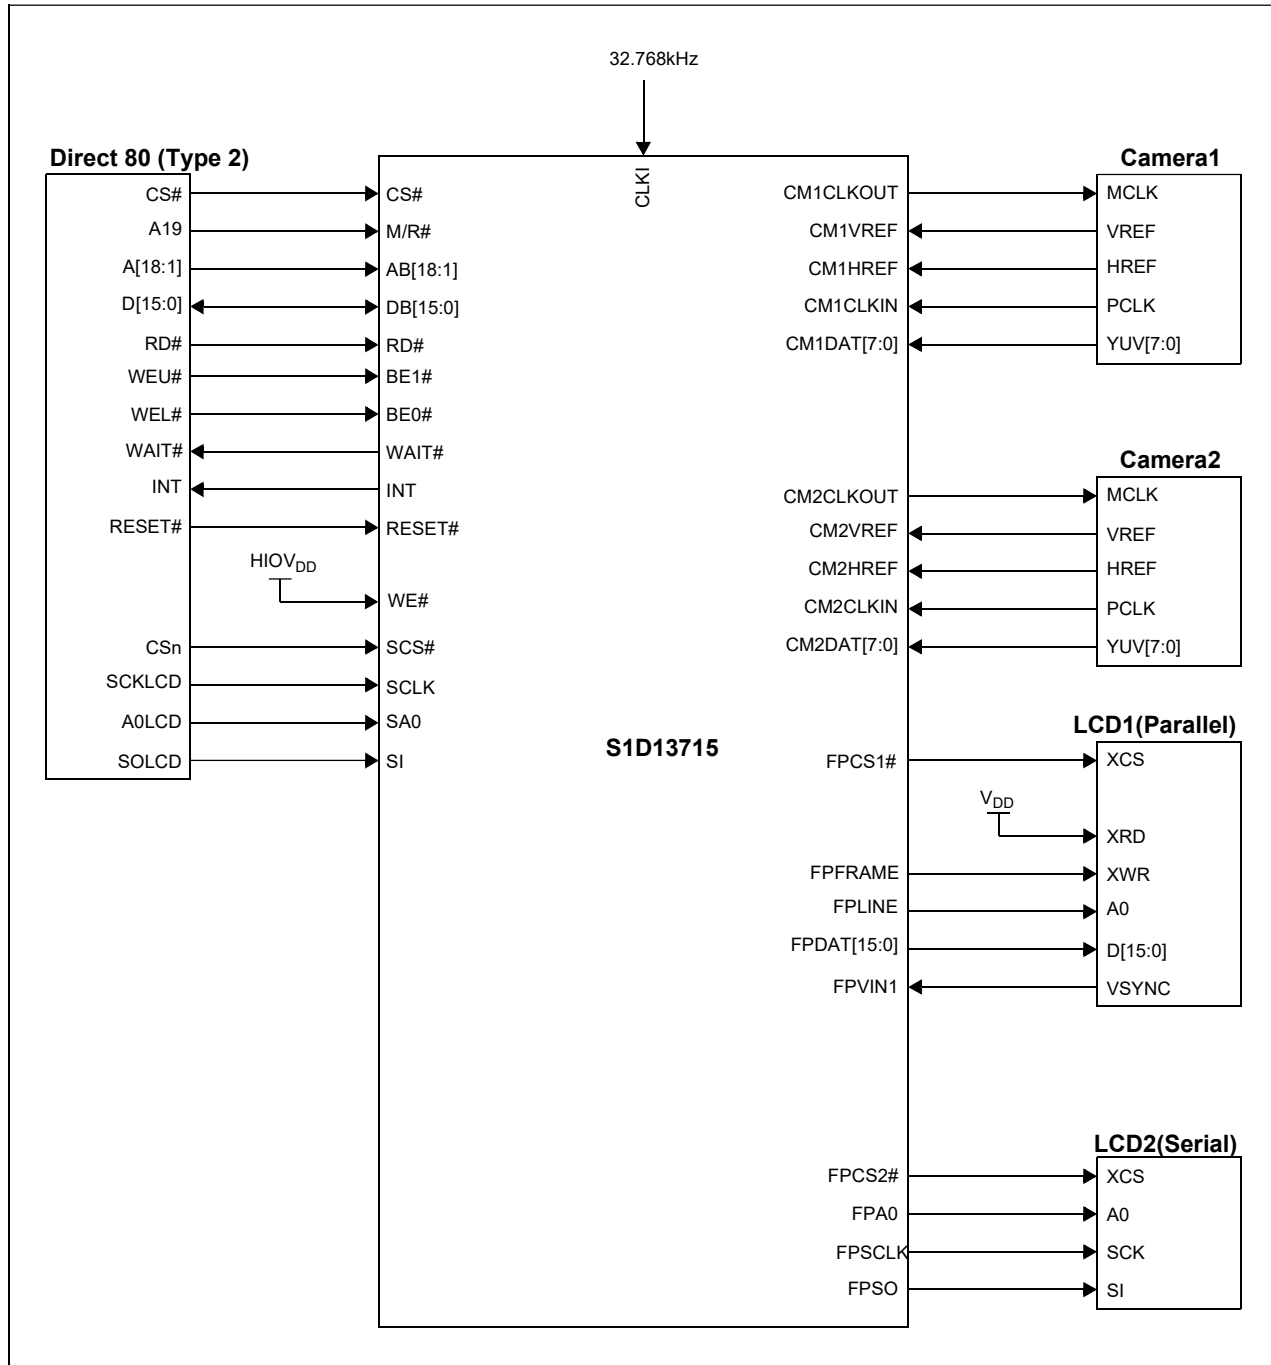 32.768kHz
CLKI
Direct 80 (Type 2)
CS#
A19
A[18:1]
D[15:0]
RD#
WEU#
WEL#
WAIT#
INT
RESET#
HIOVDD
CSn
SCKLCD
A0LCD
SOLCD
CS#
M/R#
AB[18:1]
DB[15:0]
RD#
BE1#
BE0#
WAIT#
INT
RESET#
WE#
SCS#
SCLK
SA0
SI
S1D13715
CM1CLKOUT
CM1VREF
CM1HREF
CM1CLKIN
CM1DAT[7:0]
CM2CLKOUT
CM2VREF
CM2HREF
CM2CLKIN
CM2DAT[7:0]
FPCS1#
VDD
FPFRAME
FPLINE
FPDAT[15:0]
FPVIN1
FPCS2#
FPA0
FPSCLK
FPSO
Camera1
MCLK
VREF
HREF
PCLK
YUV[7:0]
Camera2
MCLK
VREF
HREF
PCLK
YUV[7:0]
LCD1(Parallel)
XCS
XRD
XWR
A0
D[15:0]
VSYNC
LCD2(Serial)
XCS
A0
SCK
SI